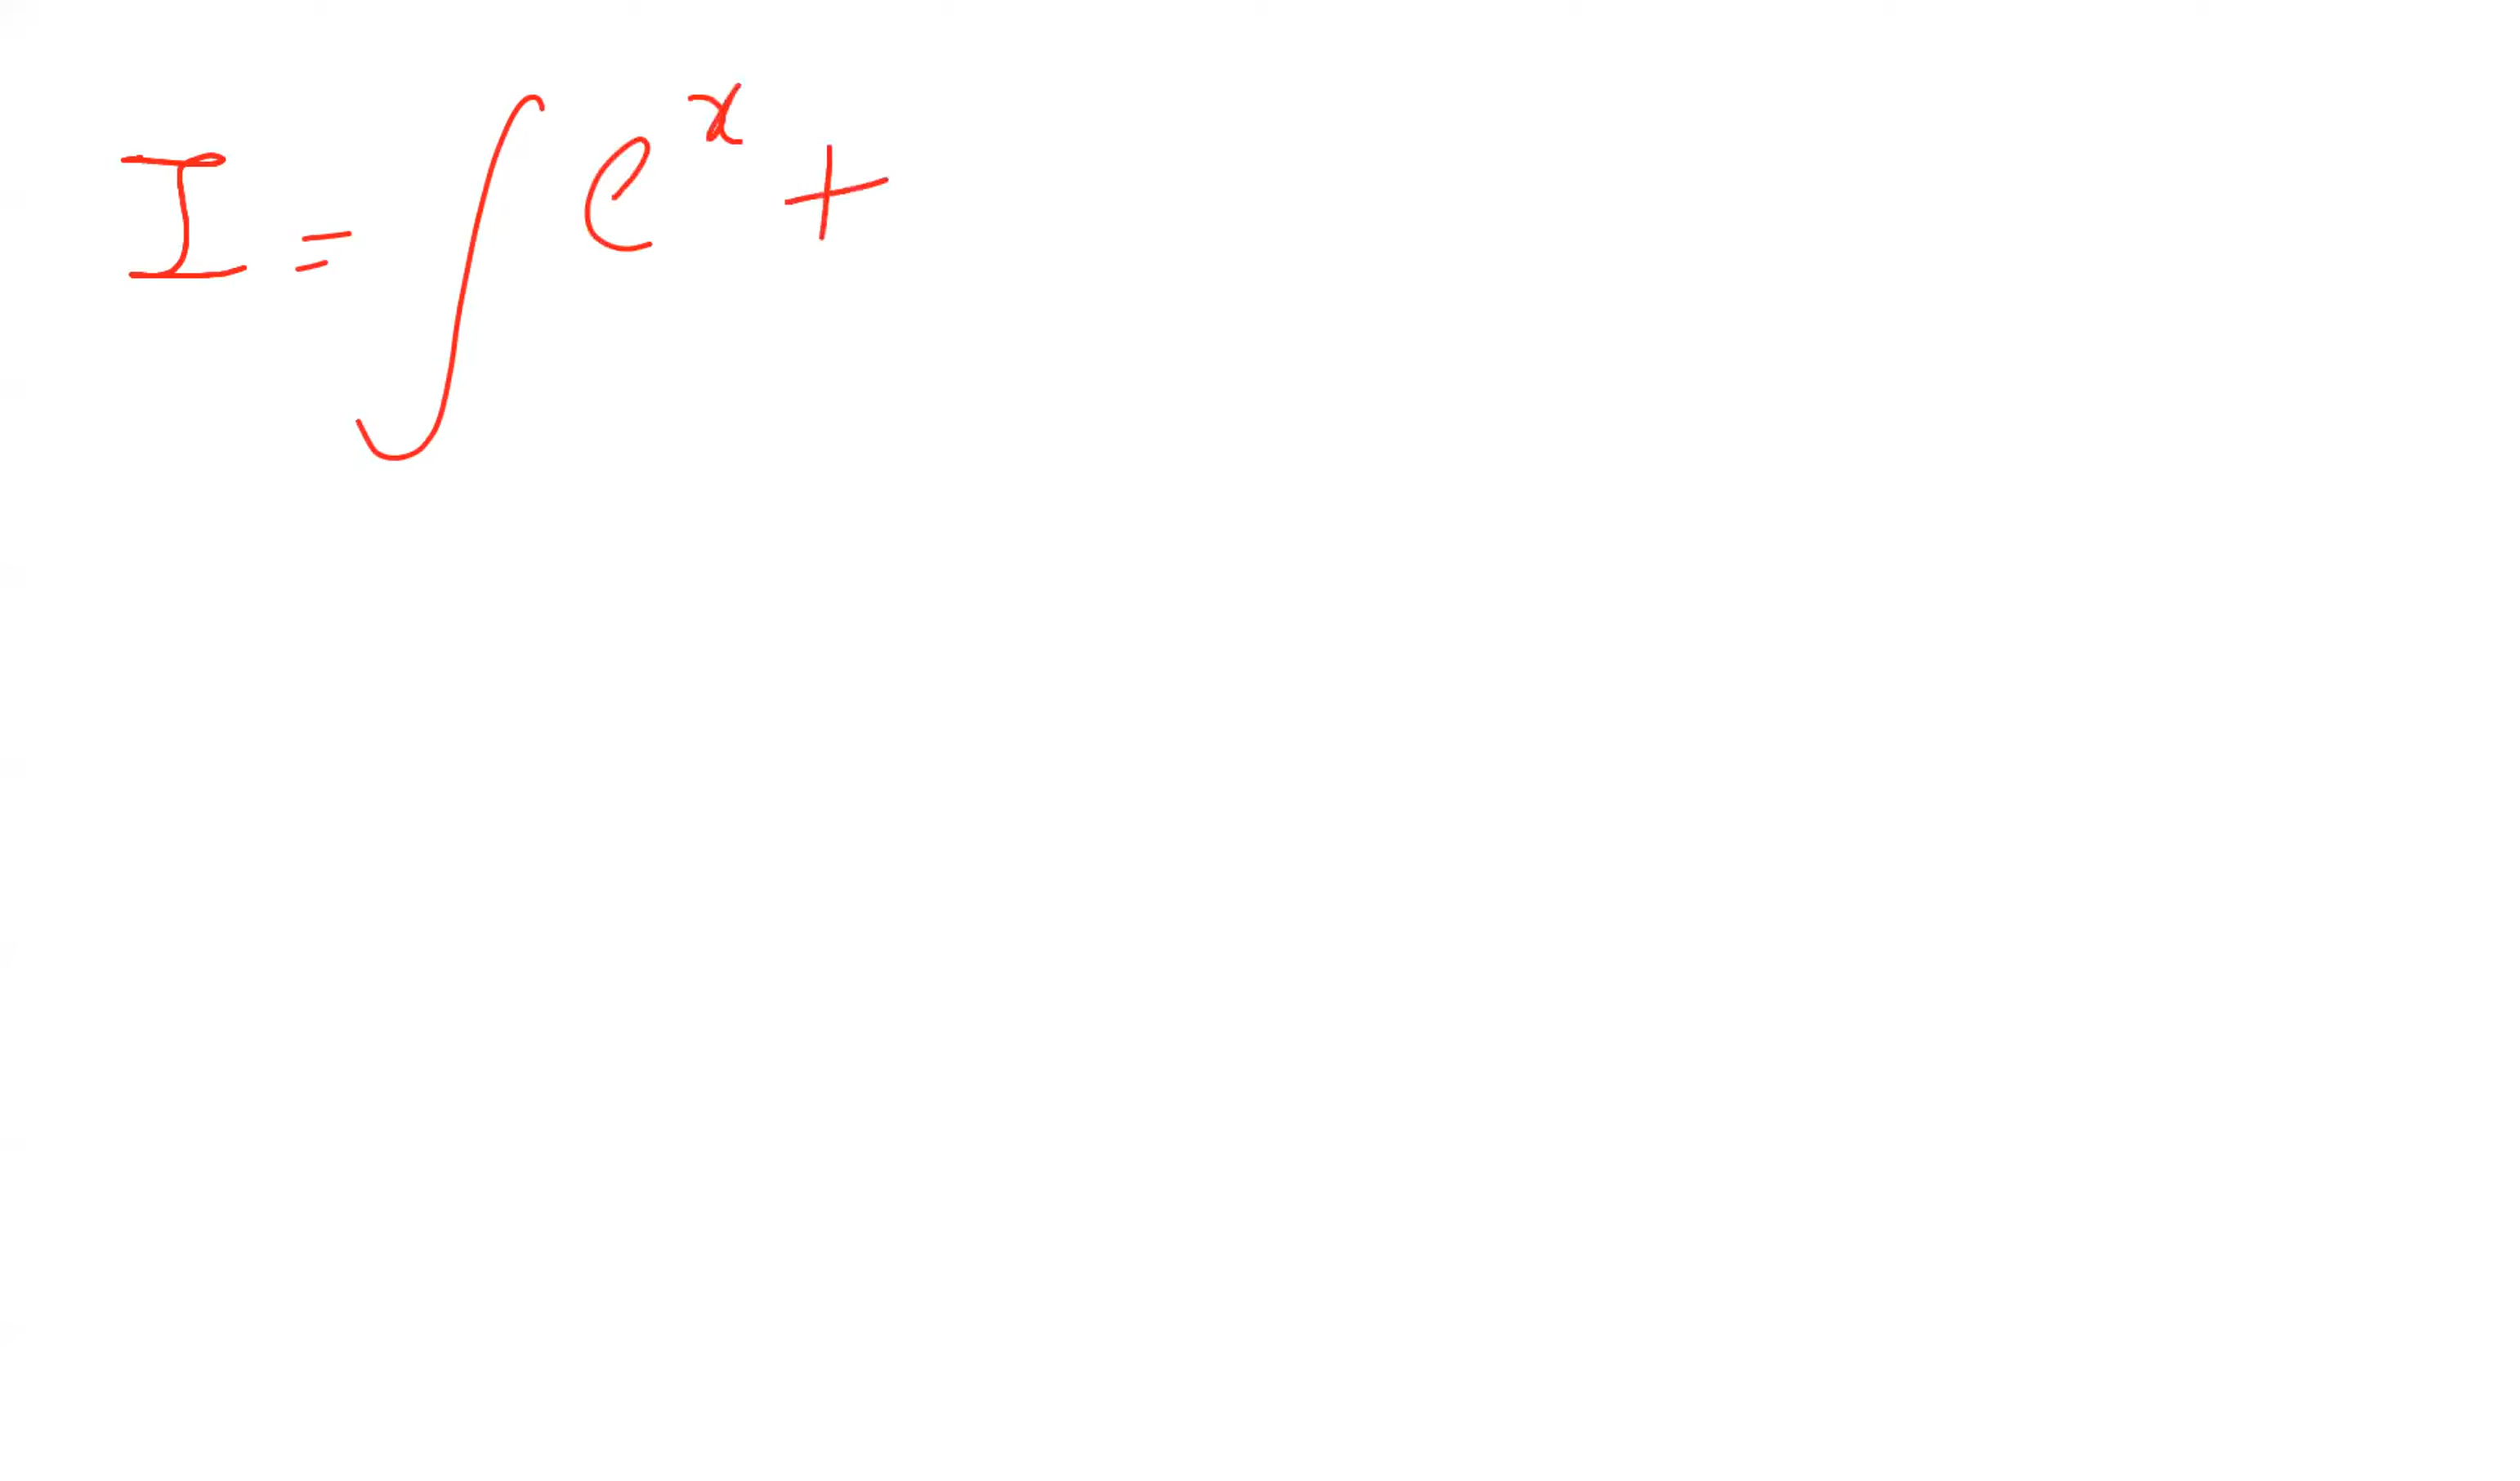 I = ∫ e^x +